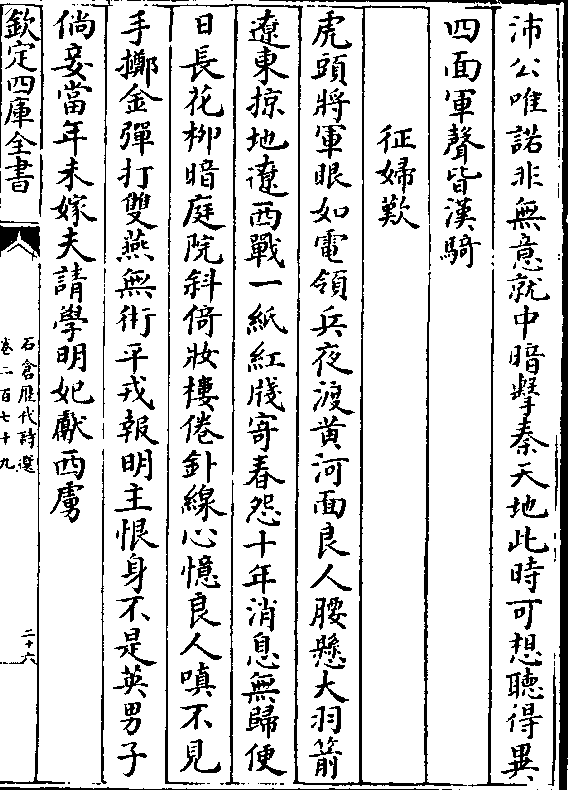 沛公唯諾非無意就中暗擊秦天地此時可想聽得異
四面軍聲皆漢騎
征婦歎
虎頭將軍眼如電領兵夜渡黃河面良人腰懸大羽箭
遼東掠地遼西戰一紙紅牋寄春怨十年消息無歸便
日長花柳暗庭院斜倚妝樓倦針線心憶良人嗔不見
手擲金彈打雙燕無術平戎報明主恨身不是英男子
倘妾當年未嫁夫請學明妃獻西虜
欽定四庫全書
石倉歷代詩選
卷二百七十九
二十六